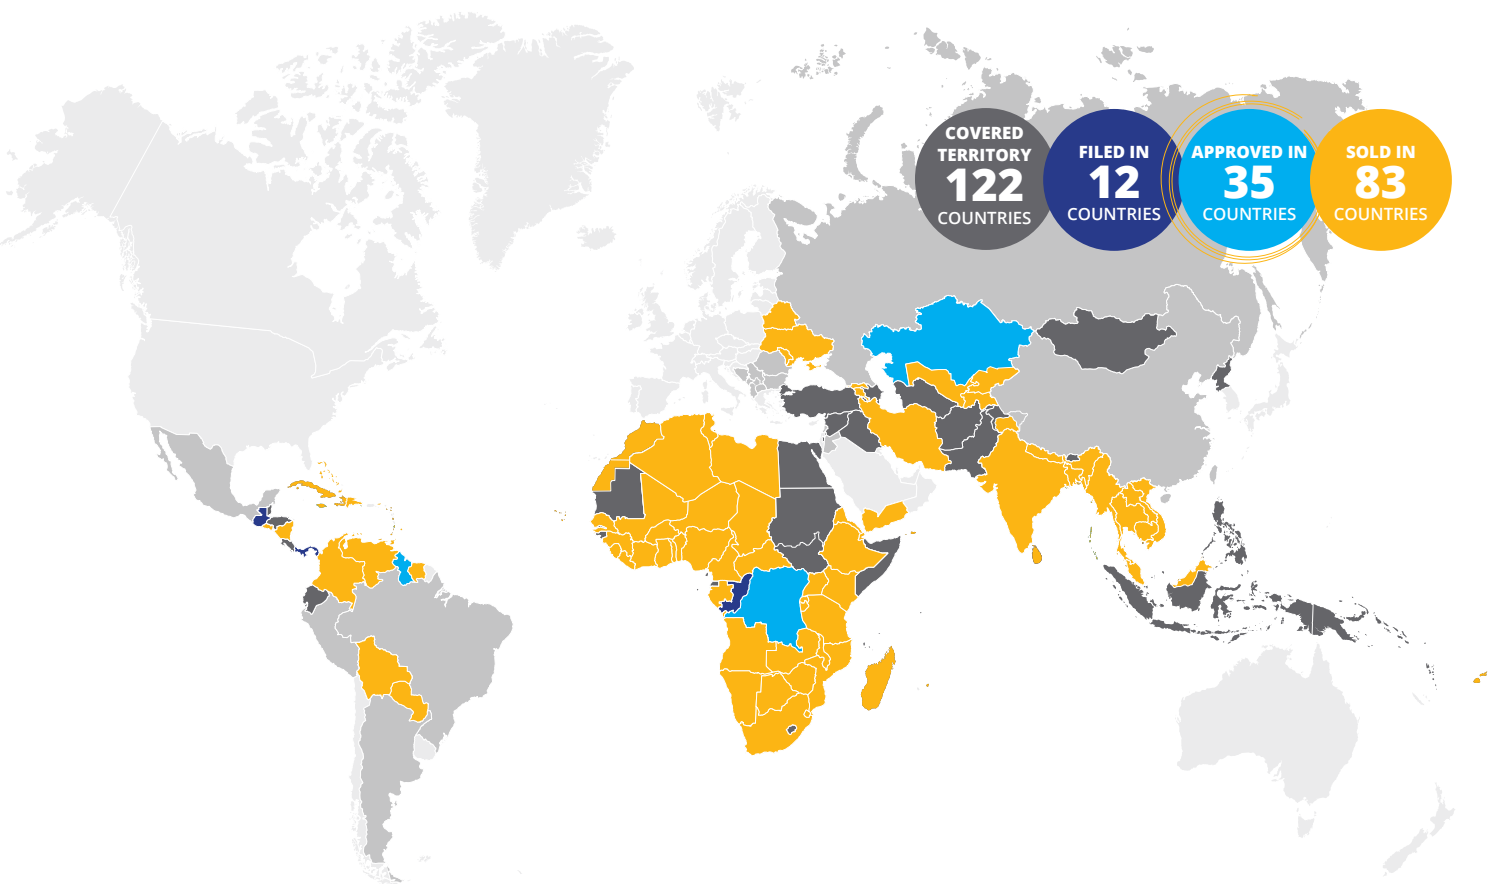 COVERED
TERRITORY
122
COUNTRIES
FILED IN
12
COUNTRIES
APPROVED IN
35
COUNTRIES
SOLD IN
83
COUNTRIES